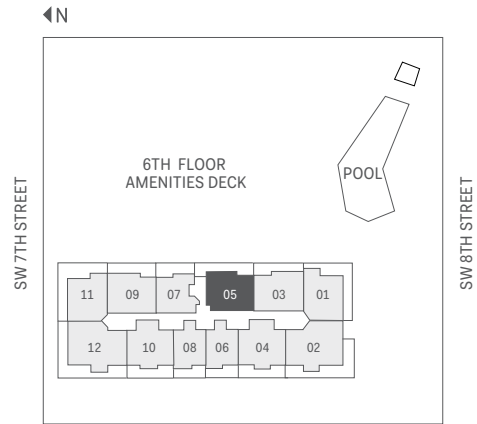 N
6TH FLOOR
AMENITIES DECK
POOL
SW 7TH STREET
SW 8TH STREET
11 09 07 05 03 01
12 10 08 06 04 02